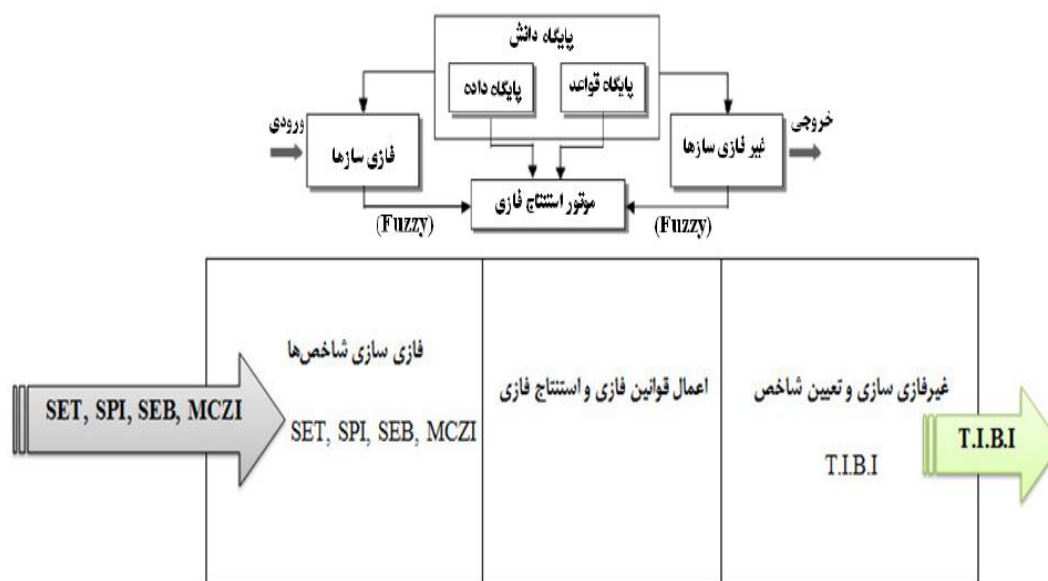 پایگاه دانش
پایگاه داده
پایگاه قواعد
ورودی
فازی سازها
غیر فازی سازها
خروجی
موتور استنتاج فازی
(Fuzzy)
(Fuzzy)
SET, SPI, SEB, MCZI
فازی سازی شاخص‌ها
SET, SPI, SEB, MCZI
اعمال قوانین فازی و استنتاج فازی
غیرفازی سازی و تعیین شاخص
T.I.B.I
T.I.B.I